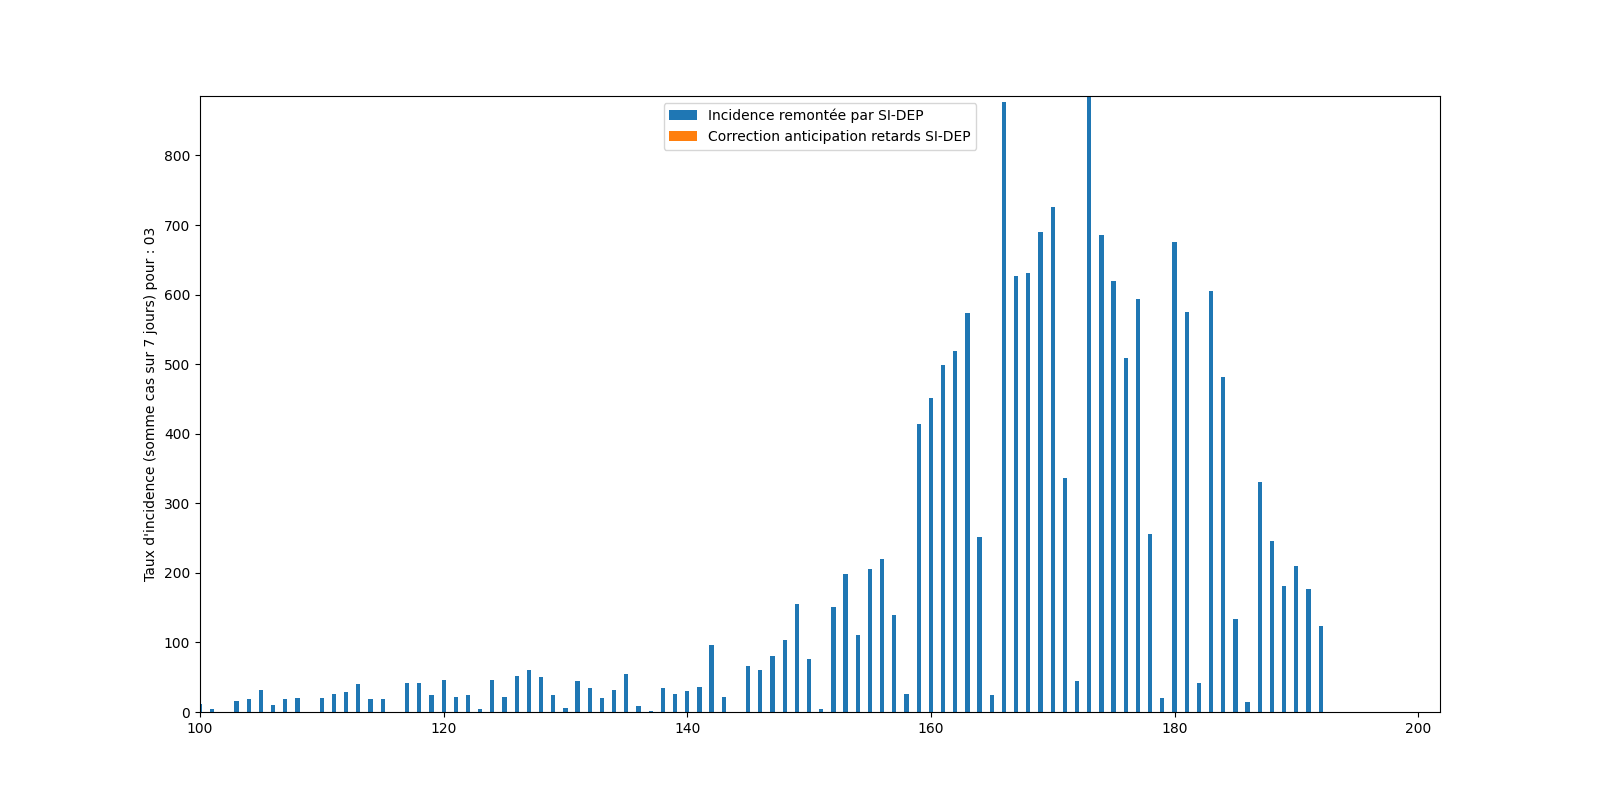 Incidence remontée par SI-DEP
Correction anticipation retards SI-DEP
Taux d'incidence (somme cas sur 7 jours) pour : 03
800
700
600
500
400
300
200
100
0
100 120 140 160 180 200